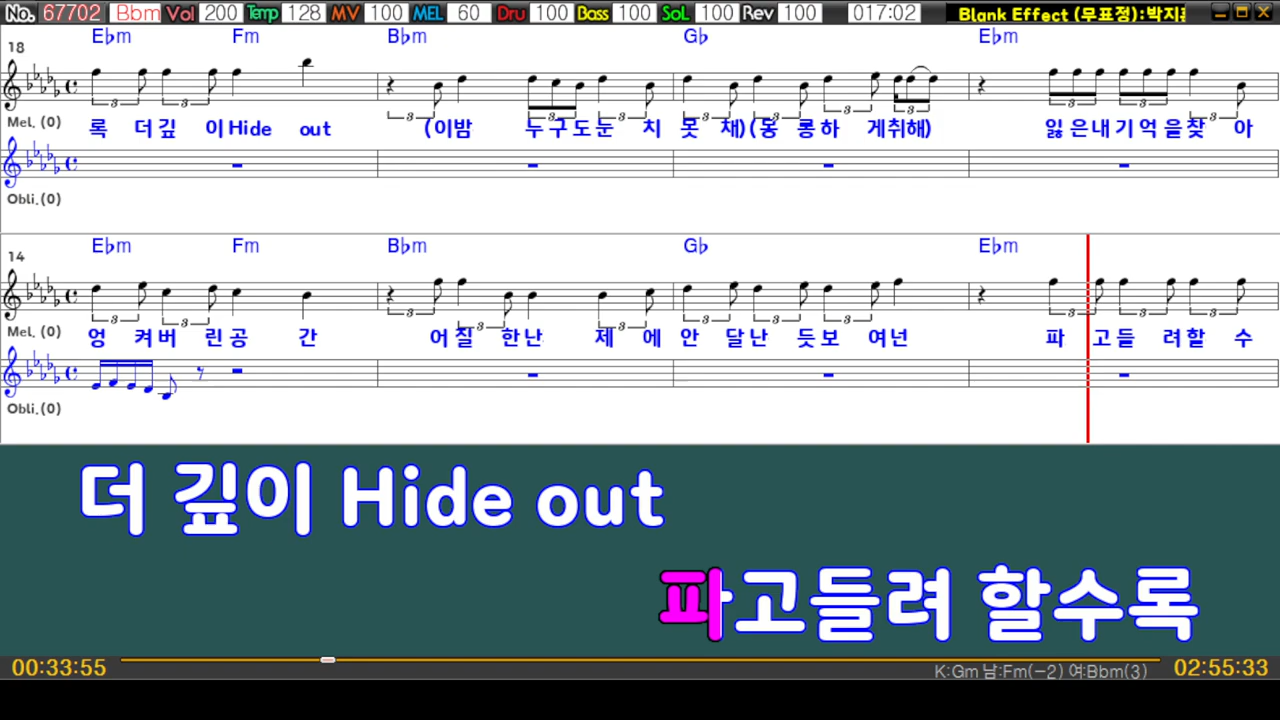 No. 67702 Bbm Vol 200 Temp 128 MV 100 MEL 60 Dru 100 Bass 100 SoL 100 Rev 100 017:02 Blank Effect (무표정):박지훈
18 E♭m Fm B♭m G♭ E♭m
Mel. (0) 록 더깊 이Hide out (이밤 누구도눈 치 못 채)(몽 롱하 게취해) 잃은내기억을찾 아
Obli.(0)
14 E♭m Fm B♭m G♭ E♭m
Mel. (0) 엉 켜버 린공 간 어질 한난 제 에 안 달난 듯보 여넌 파 고들 려할 수
Obli.(0)
더 깊이 Hide out
파고들려 할수록
00:33:55 K:Gm 남:Fm(-2) 여:Bbm(3) 02:55:33